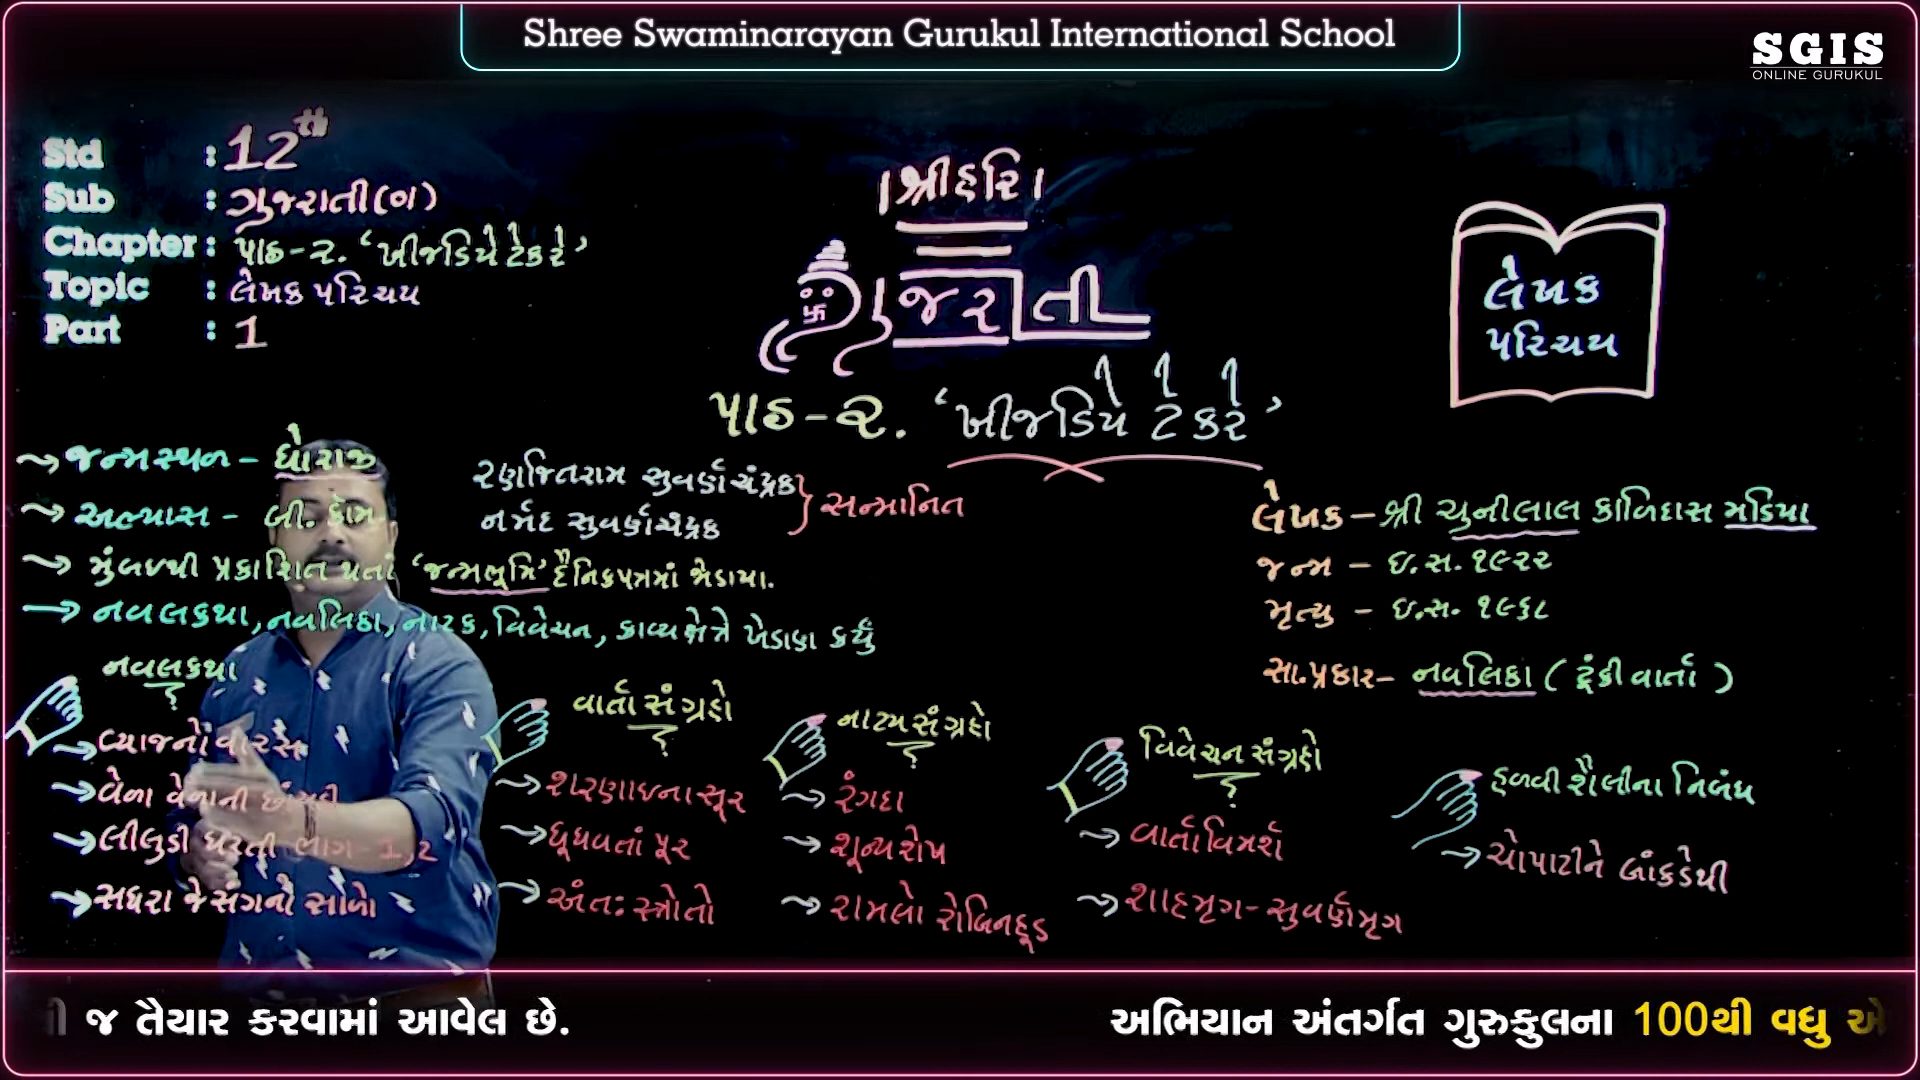 Shree Swaminarayan Gurukul International School
SGIS
ONLINE GURUKUL
Std : 12th
Sub : ગુજરાતી(બ)
Chapter : પાઠ-૨. 'ખીજડિયે ટેકરે'
Topic : લેખક પરિચય
Part : 1
।શ્રીહરિ।
ગુજરાતી
લેખક
પરિચય
પાઠ-૨. 'ખીજડિયે ટેકરે'
→ જન્મસ્થળ - ધોરાજી
→ અભ્યાસ - બી. કોમ.
→ મુંબઇથી પ્રકાશિત થતાં 'જન્મભૂમિ' દૈનિકપત્રમાં જોડાયા.
→ નવલકથા, નવલિકા, નાટક, વિવેચન, કાવ્યક્ષેત્રે ખેડાણ કર્યું
રણજિતરામ સુવર્ણચંદ્રક
નર્મદ સુવર્ણચંદ્રક
} સન્માનિત
લેખક - શ્રી ચુનીલાલ કાળિદાસ મડિયા
જન્મ - ઇ.સ. ૧૯૨૨
મૃત્યુ - ઇ.સ. ૧૯૬૮
સા.પ્રકાર - નવલિકા ( ટૂંકીવાર્તા )
નવલકથા
→ વ્યાજનો વારસ
→ વેળા વેળાની છાંયડી
→ લીલુડી ધરતી ભાગ - 1,2
→ સધરા જેસંગનો સાળો
વાર્તાસંગ્રહો
→ શરણાઇના સૂર
→ ઘૂઘવતાં પૂર
→ અંત: સ્ત્રોતો
નાટ્યસંગ્રહો
→ રંગદા
→ શૂન્યશેષ
→ રામલો રોબિનહૂડ
વિવેચનસંગ્રહો
→ વાર્તાવિમર્શ
→ શાહમૃગ - સુવર્ણમૃગ
હળવી શૈલીના નિબંધ
→ ચોપાટીને બાંકડેથી
જ તૈયાર કરવામાં આવેલ છે.
અભિયાન અંતર્ગત ગુરુકુલના 100થી વધુ એ